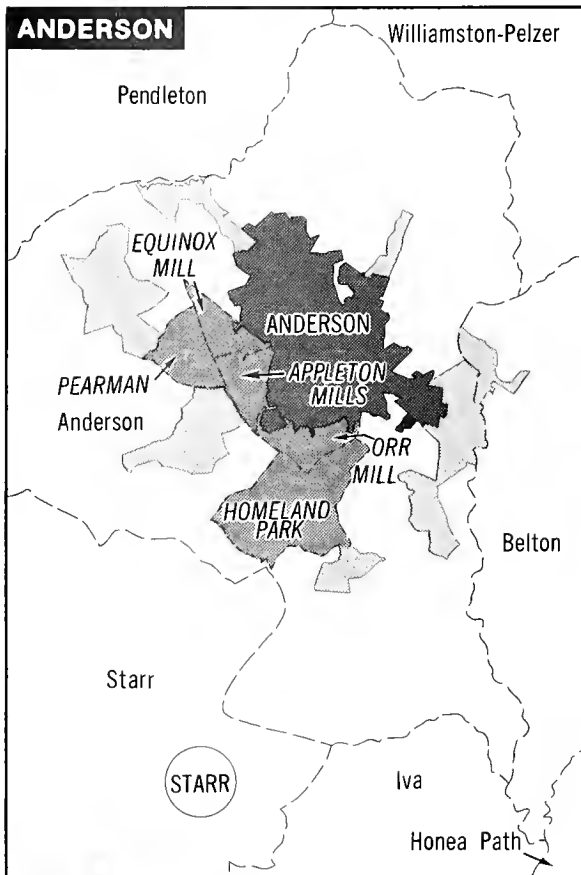 ANDERSON
Williamston-Pelzer
Pendleton
EQUINOX
MILL
ANDERSON
PEARMAN
APPLETON
MILLS
Anderson
ORR
MILL
HOMELAND
PARK
Belton
Starr
STARR
Iva
Honea Path